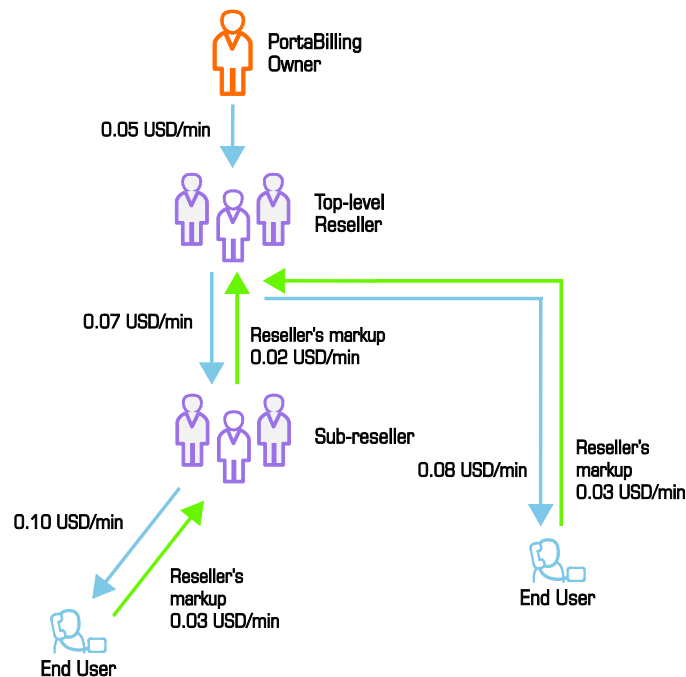 PortaBilling
Owner
0.05 USD/min
Top-level
Reseller
0.07 USD/min
Reseller's markup
0.02 USD/min
Sub-reseller
0.08 USD/min
Reseller's
markup
0.03 USD/min
0.10 USD/min
Reseller's
markup
0.03 USD/min
End User
End User